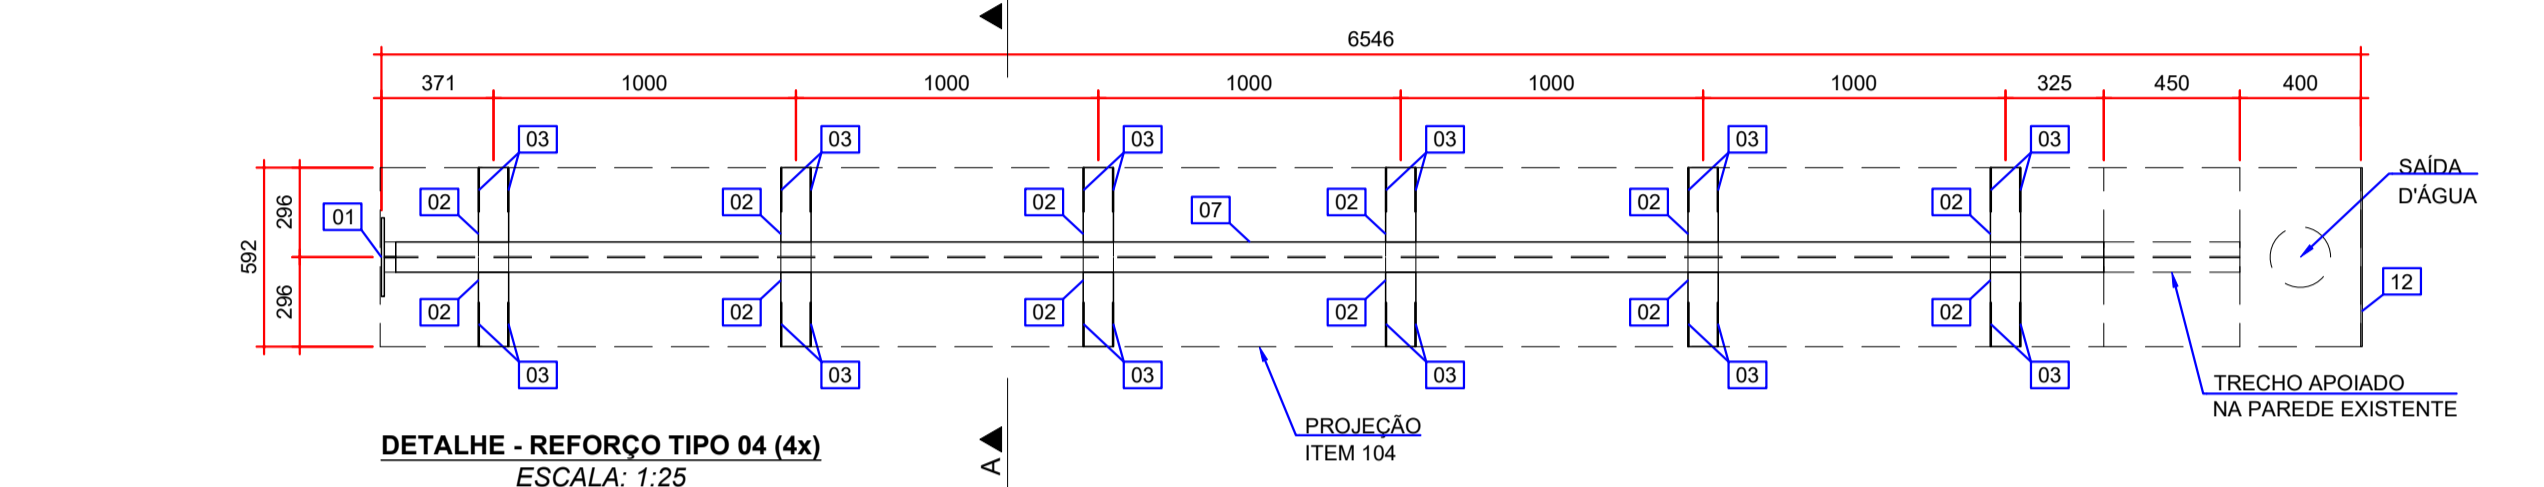 6546
371 1000 1000 1000 1000 1000 325 450 400
03 03 03 03 03 03
SAÍDA
D'ÁGUA
02 02 02 02 02 02
01
07
296
592
296
12
02 02 02 02 02 02
03 03 03 03 03 03
TRECHO APOIADO
NA PAREDE EXISTENTE
PROJEÇÃO
ITEM 104
DETALHE - REFORÇO TIPO 04 (4x)
ESCALA: 1:25
A